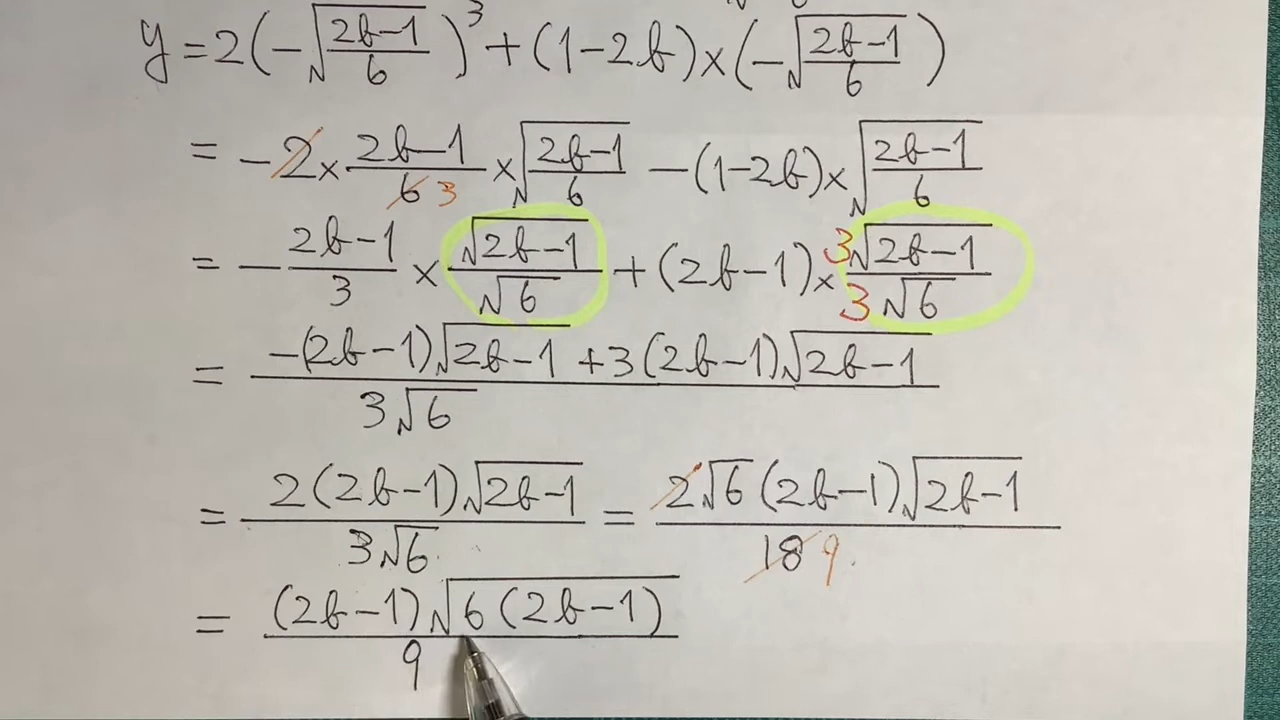 y = 2(-√((2b-1)/6))³ + (1-2b)×(-√((2b-1)/6))
= -2 × (2b-1)/6 3 × √((2b-1)/6) - (1-2b)×√((2b-1)/6)
= -(2b-1)/3 × √(2b-1)/√6 + (2b-1)× 3√(2b-1)/3√6
= (-(2b-1)√(2b-1) + 3(2b-1)√(2b-1))/(3√6)
= 2(2b-1)√(2b-1)/(3√6) = 2√6(2b-1)√(2b-1)/18 9
= (2b-1)√(6(2b-1))/9